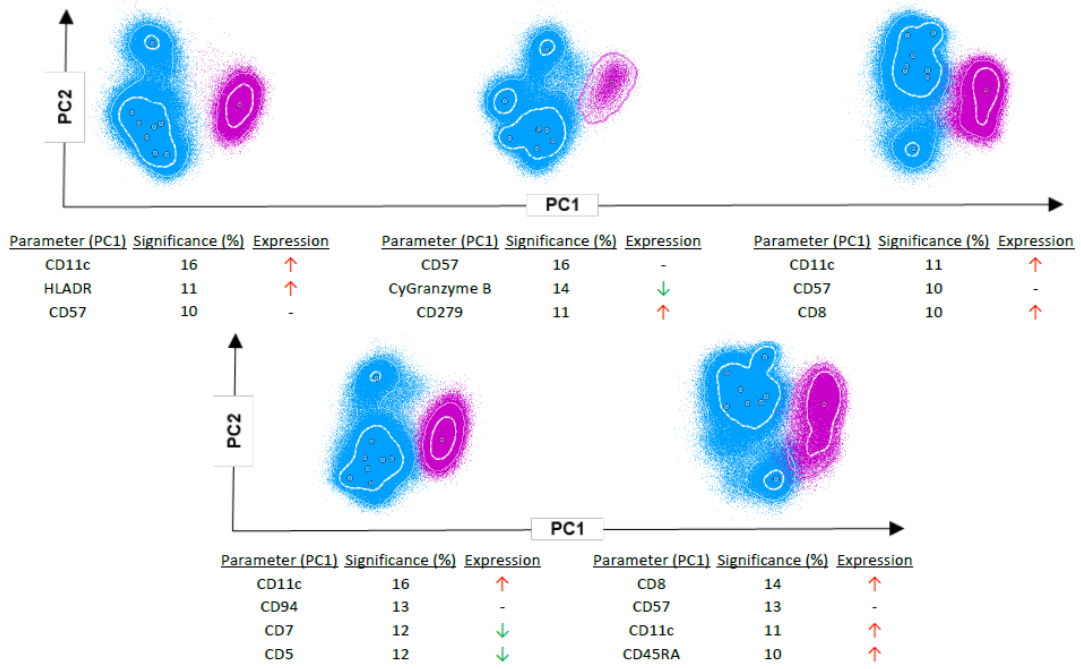 PC2
PC1
Parameter (PC1) Significance (%) Expression Parameter (PC1) Significance (%) Expression Parameter (PC1) Significance (%) Expression
CD11c 16 ↑ CD57 16 - CD11c 11 ↑
HLADR 11 ↑ CyGranzyme B 14 ↓ CD57 10 -
CD57 10 - CD279 11 ↑ CD8 10 ↑
PC2
PC1
Parameter (PC1) Significance (%) Expression Parameter (PC1) Significance (%) Expression
CD11c 16 ↑ CD8 14 ↑
CD94 13 - CD57 13 -
CD7 12 ↓ CD11c 11 ↑
CD5 12 ↓ CD45RA 10 ↑